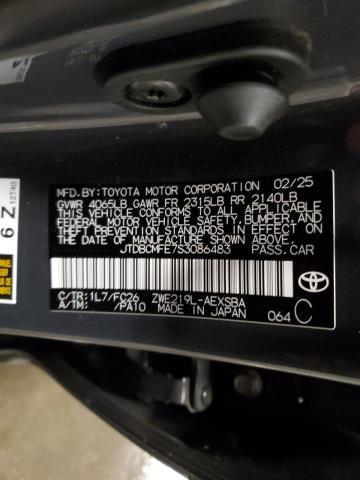 MFD.BY:TOYOTA MOTOR CORPORATION 02/25
GVWR 4065LB GAWR FR 2315LB RR 2140LB
THIS VEHICLE CONFORMS TO ALL APPLICABLE
FEDERAL MOTOR VEHICLE SAFETY,BUMPER,AND
THEFT PREVENTION STANDARDS IN EFFECT ON
THE DATE OF MANUFACTURE SHOWN ABOVE.
JTDBCMFE7S3086483 PASS.CAR
C/TR:1L7/FC26 ZWE219L-AEXSBA
A/TM: /PA10 MADE IN JAPAN 064 C
6 Z
12T40